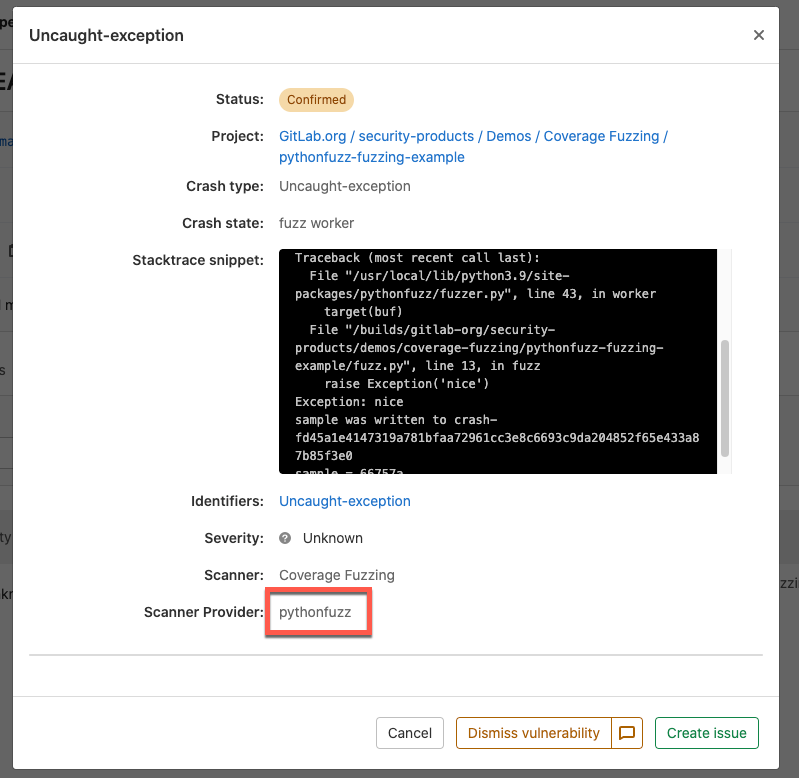 Uncaught-exception
Status: Confirmed
Project: GitLab.org / security-products / Demos / Coverage Fuzzing /
pythonfuzz-fuzzing-example
Crash type: Uncaught-exception
Crash state: fuzz worker
Stacktrace snippet:
Traceback (most recent call last):
File "/usr/local/lib/python3.9/site-
packages/pythonfuzz/fuzzer.py", line 43, in worker
target(buf)
File "/builds/gitlab-org/security-
products/demos/coverage-fuzzing/pythonfuzz-fuzzing-
example/fuzz.py", line 13, in fuzz
raise Exception('nice')
Exception: nice
sample was written to crash-
fd45a1e4147319a781bfaa72961cc3e8c6693c9da204852f65e433a8
7b85f3e0
sample = 66757a
Identifiers: Uncaught-exception
Severity: Unknown
Scanner: Coverage Fuzzing
Scanner Provider: pythonfuzz
Cancel
Dismiss vulnerability
Create issue